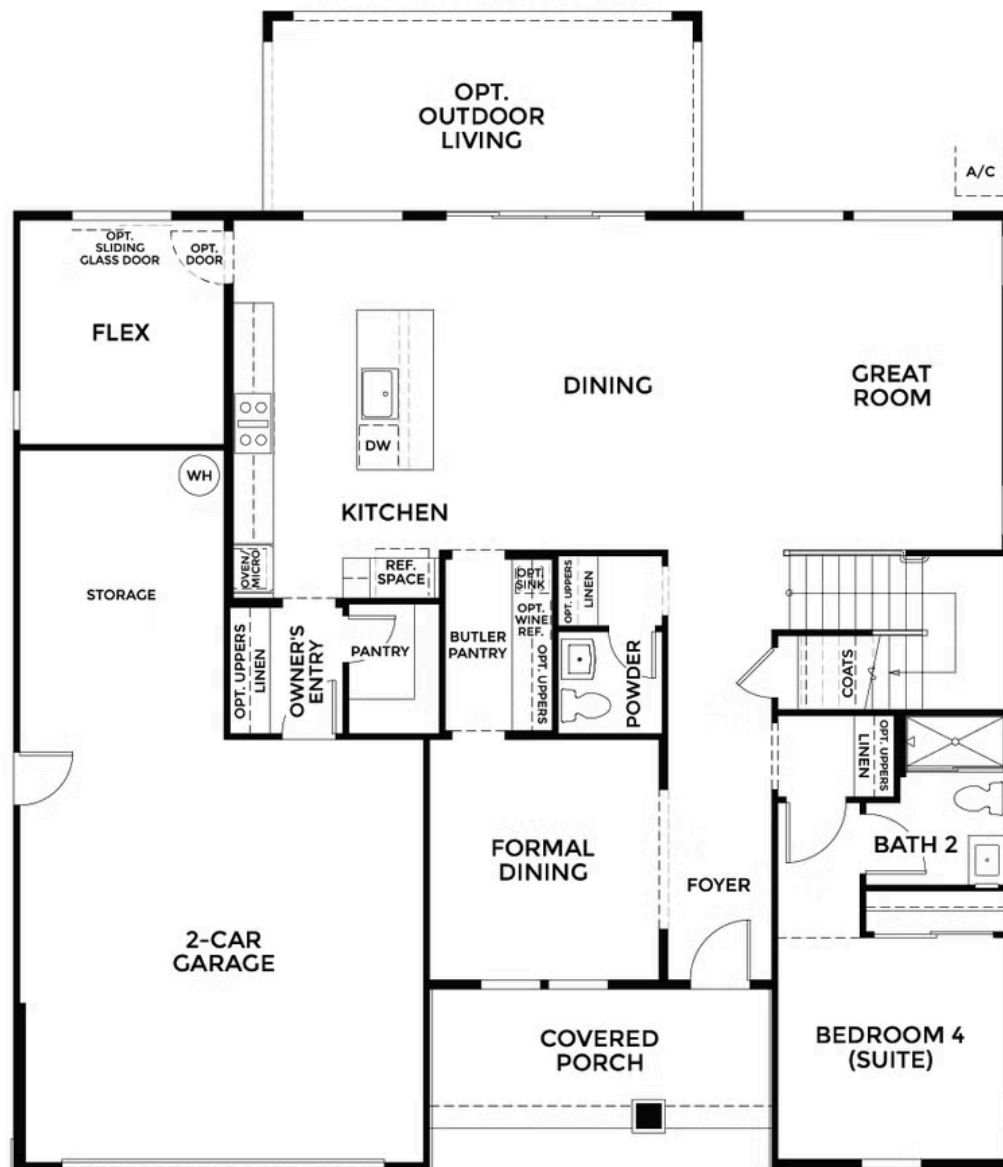 OPT.
OUTDOOR
LIVING
A/C
OPT.
SLIDING
GLASS DOOR
OPT.
DOOR
FLEX
DINING
GREAT
ROOM
DW
WH
KITCHEN
OVEN/
MICRO
REF.
SPACE
STORAGE
OPT. UPPERS
LINEN
OWNER'S
ENTRY
PANTRY
BUTLER
PANTRY
OPT.
SINK
OPT.
WINE
REF.
OPT. UPPERS
OPT. UPPERS
LINEN
POWDER
COATS
LINEN
OPT. UPPERS
BATH 2
FORMAL
DINING
FOYER
2-CAR
GARAGE
COVERED
PORCH
BEDROOM 4
(SUITE)